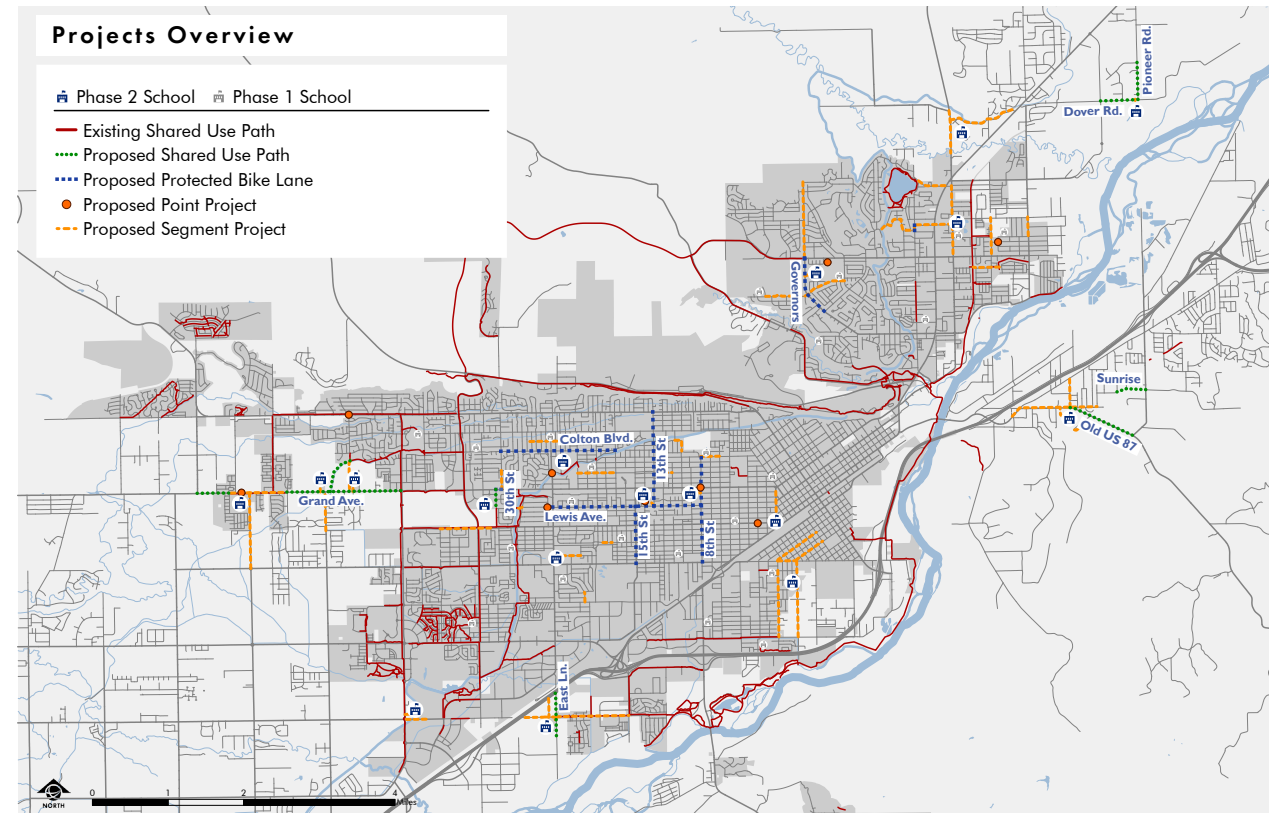 Projects Overview
Phase 2 School Phase 1 School
Existing Shared Use Path
Proposed Shared Use Path
Proposed Protected Bike Lane
Proposed Point Project
Proposed Segment Project
Pioneer Rd.
Dover Rd.
Governors
Sunrise
Old US 87
Colton Blvd.
13th St
30th St
Grand Ave.
Lewis Ave.
15th St
8th St
East Ln.
NORTH
0 1 2 4
Miles